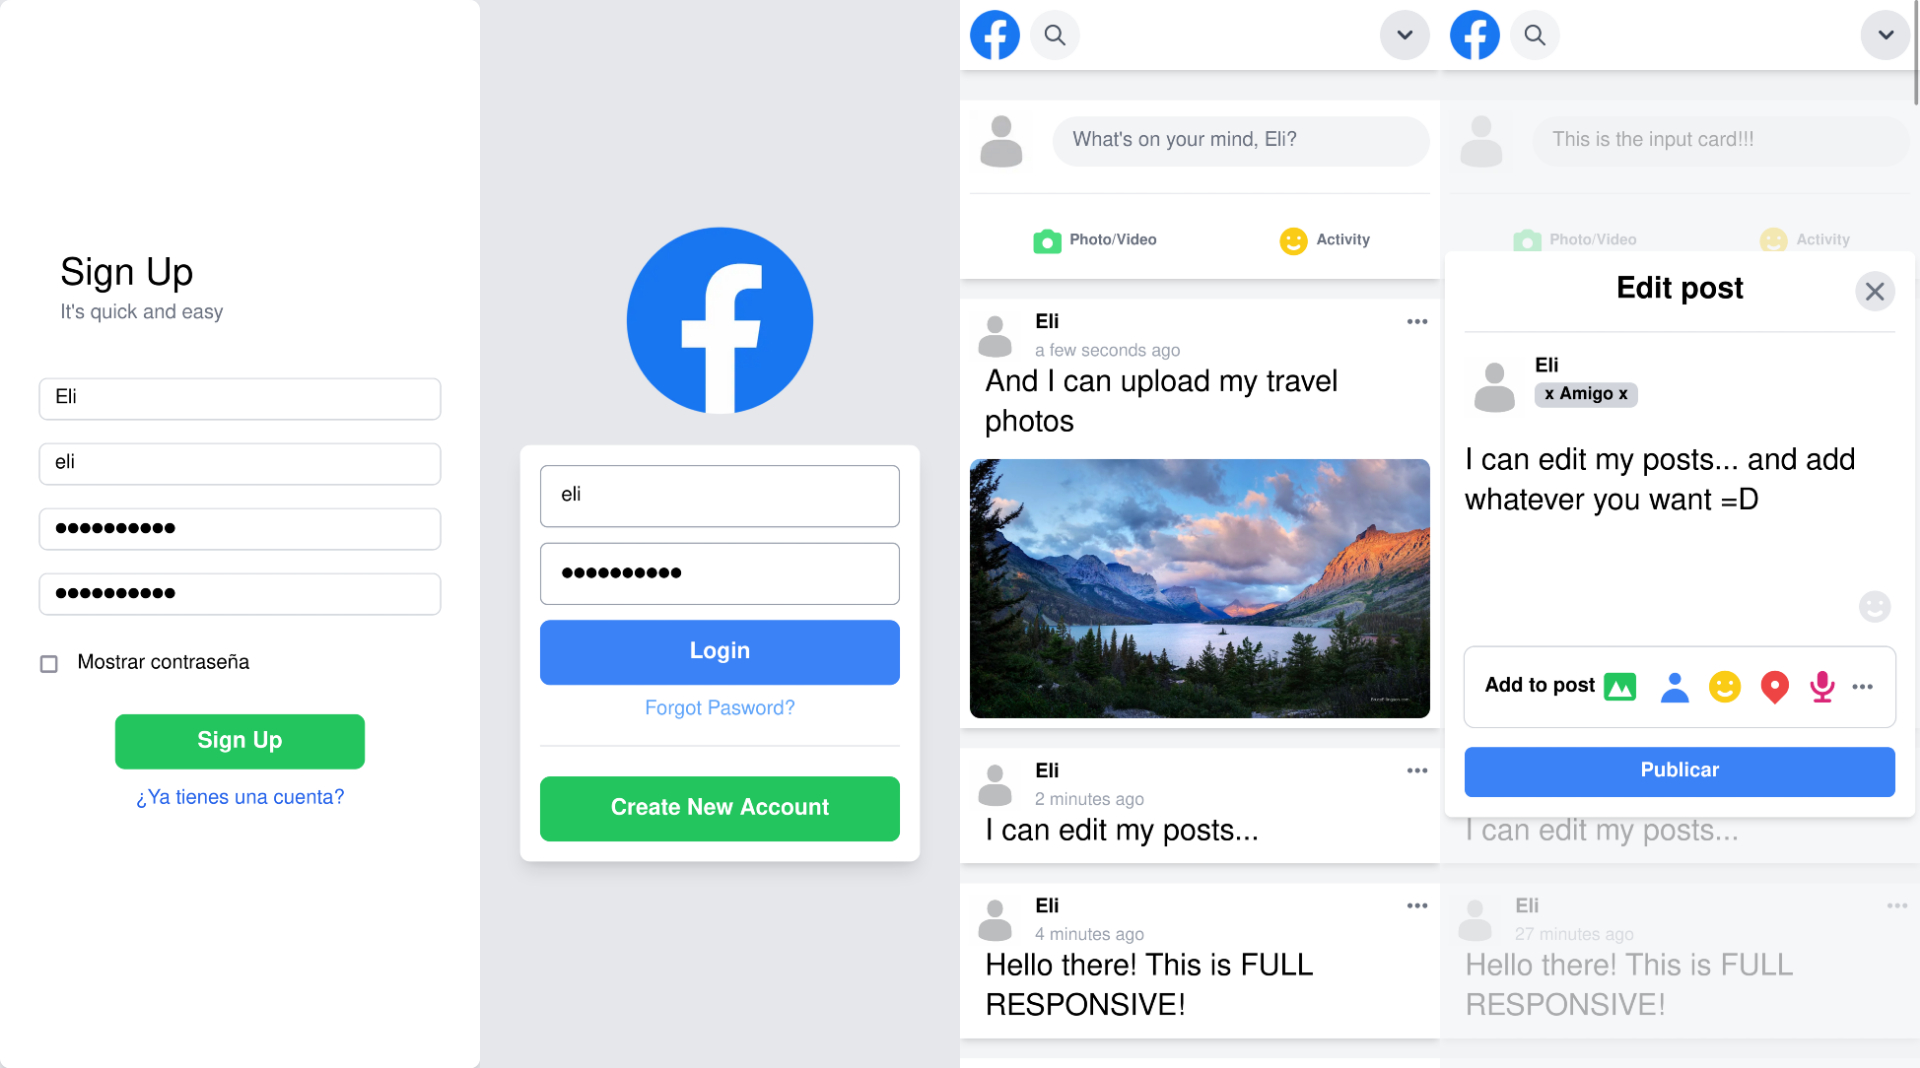 Sign Up
It's quick and easy
Eli
eli
●●●●●●●●●●
●●●●●●●●●●
Mostrar contraseña
Sign Up
¿Ya tienes una cuenta?
eli
●●●●●●●●●●
Login
Forgot Pasword?
Create New Account
What's on your mind, Eli?
Photo/Video
Activity
Eli
a few seconds ago
And I can upload my travel
photos
Eli
2 minutes ago
I can edit my posts...
Eli
4 minutes ago
Hello there! This is FULL
RESPONSIVE!
This is the input card!!!
Photo/Video
Activity
Edit post
Eli
x Amigo x
I can edit my posts... and add
whatever you want =D
Add to post
Publicar
I can edit my posts...
Eli
27 minutes ago
Hello there! This is FULL
RESPONSIVE!